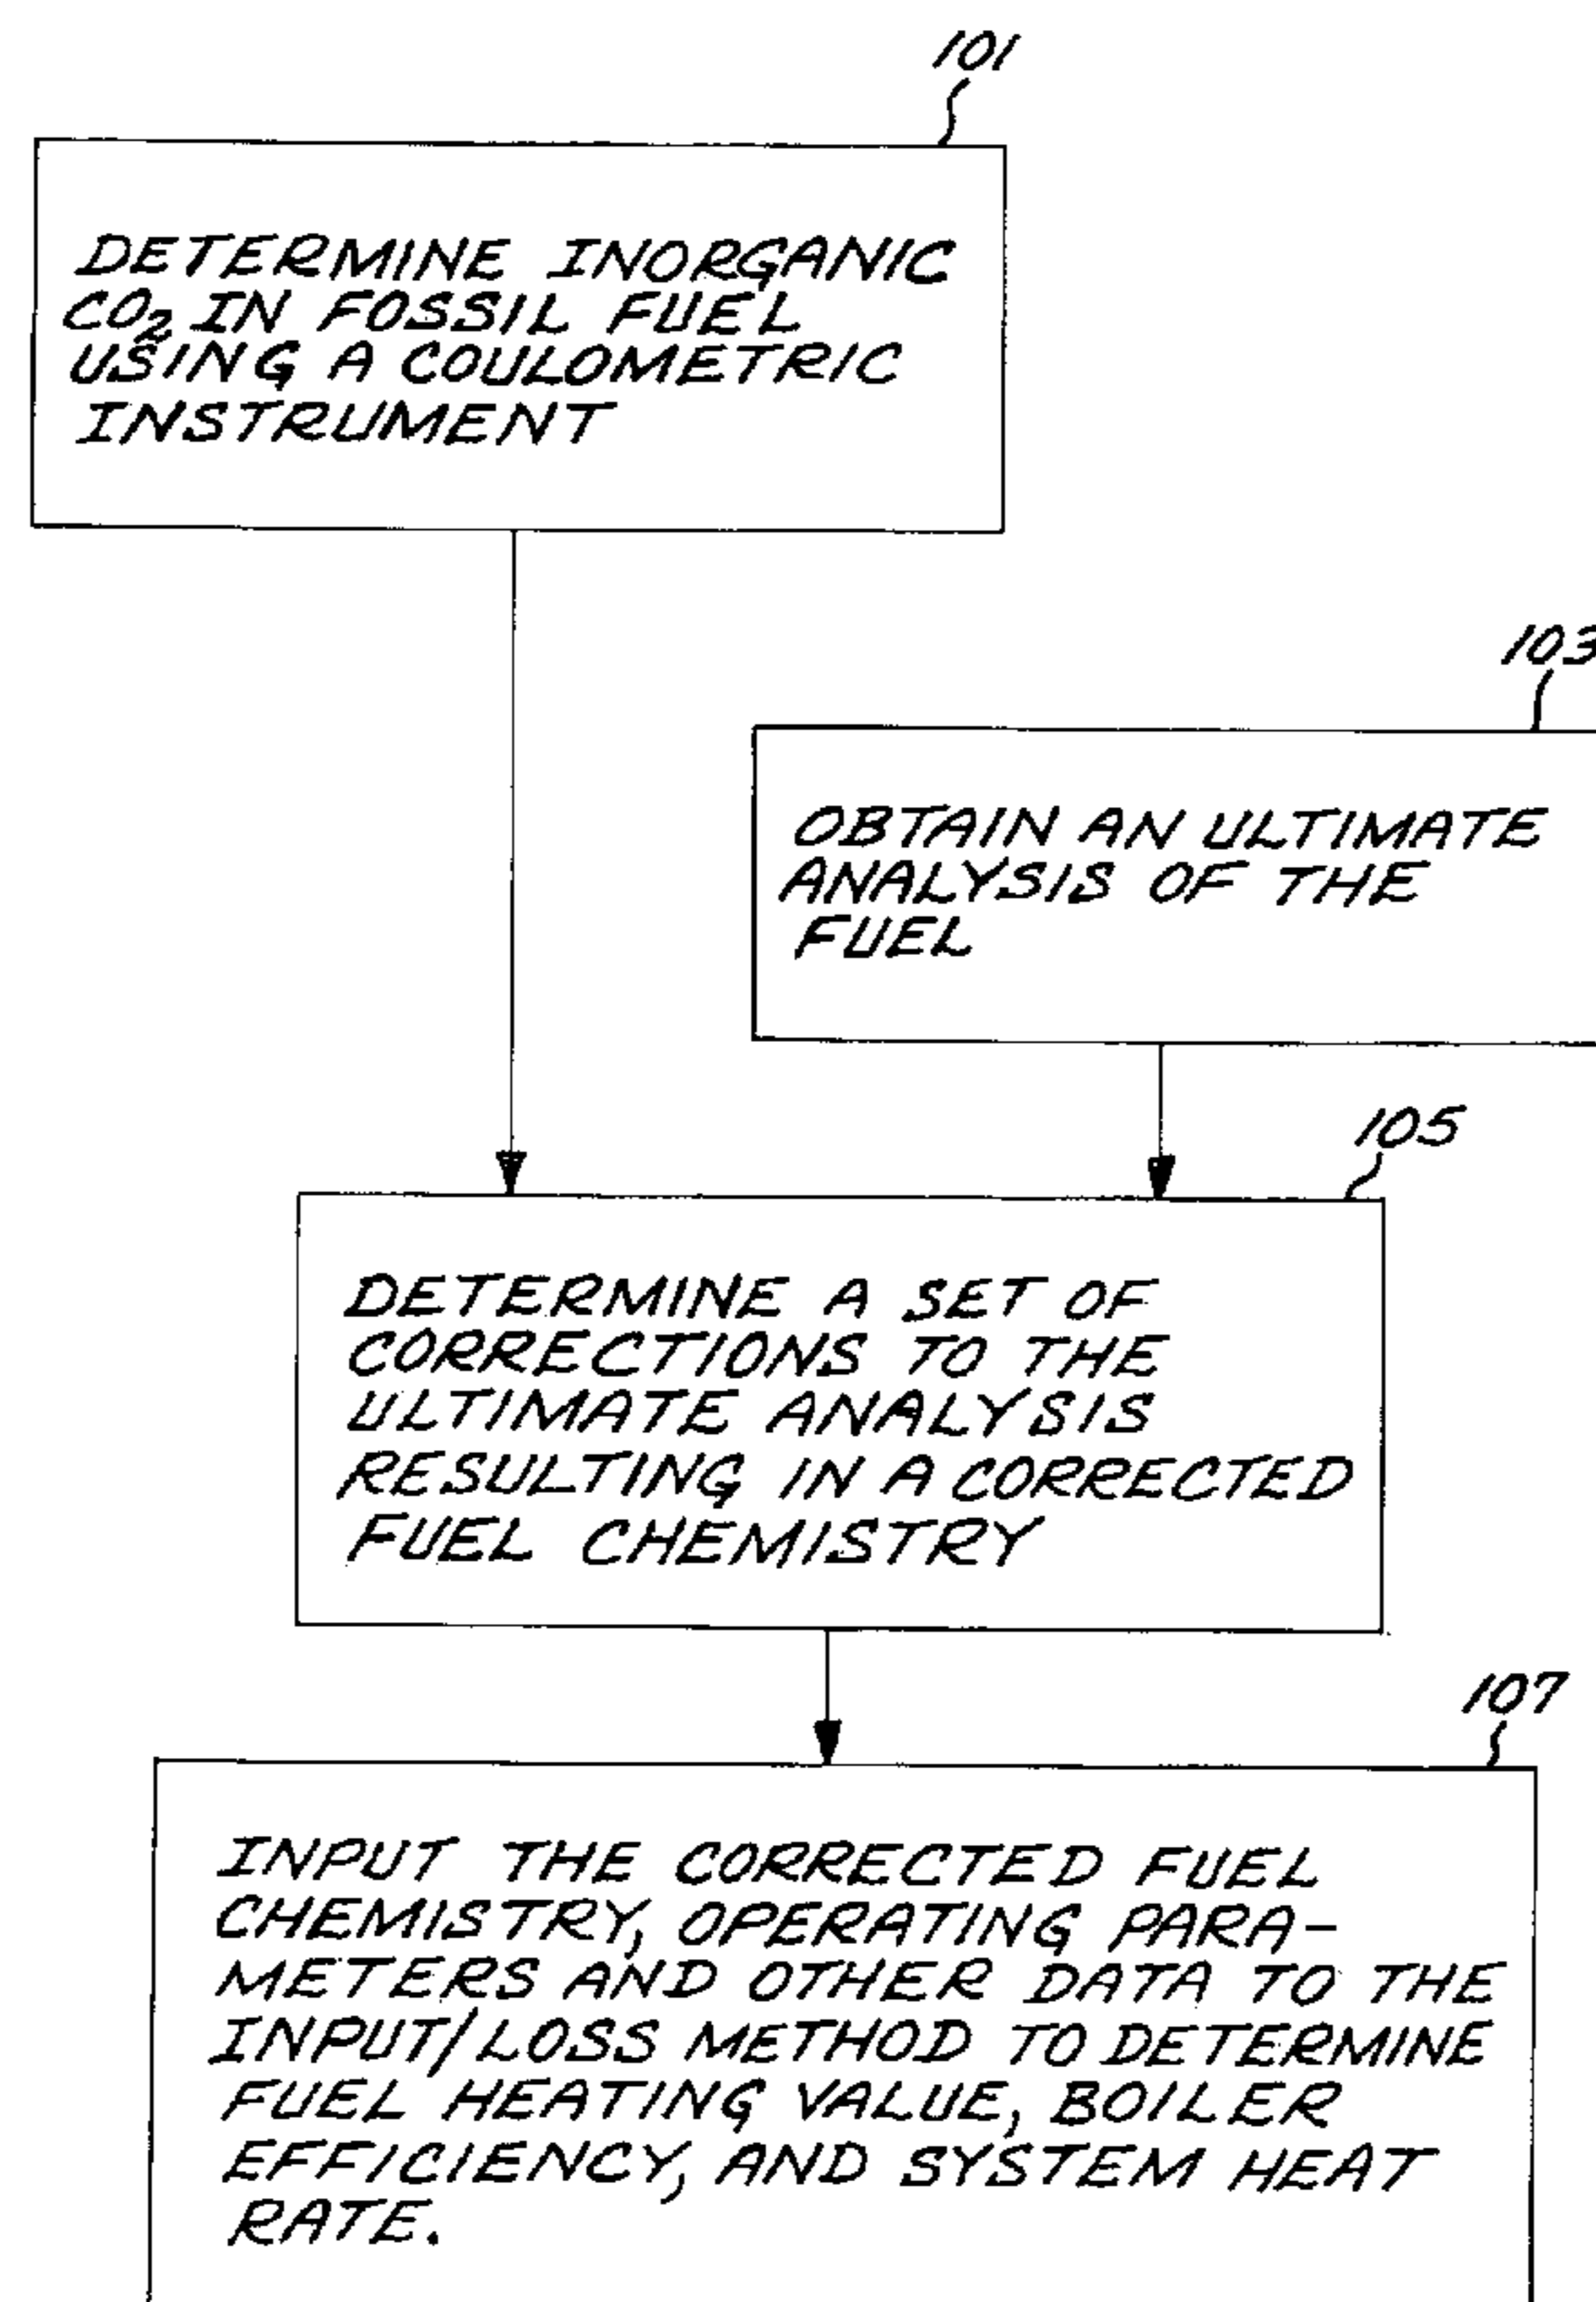 101
DETERMINE INORGANIC
CO₂ IN FOSSIL FUEL
USING A COULOMETRIC
INSTRUMENT
103
OBTAIN AN ULTIMATE
ANALYSIS OF THE
FUEL
105
DETERMINE A SET OF
CORRECTIONS TO THE
ULTIMATE ANALYSIS
RESULTING IN A CORRECTED
FUEL CHEMISTRY
107
INPUT THE CORRECTED FUEL
CHEMISTRY, OPERATING PARA-
METERS AND OTHER DATA TO THE
INPUT/LOSS METHOD TO DETERMINE
FUEL HEATING VALUE, BOILER
EFFICIENCY, AND SYSTEM HEAT
RATE.